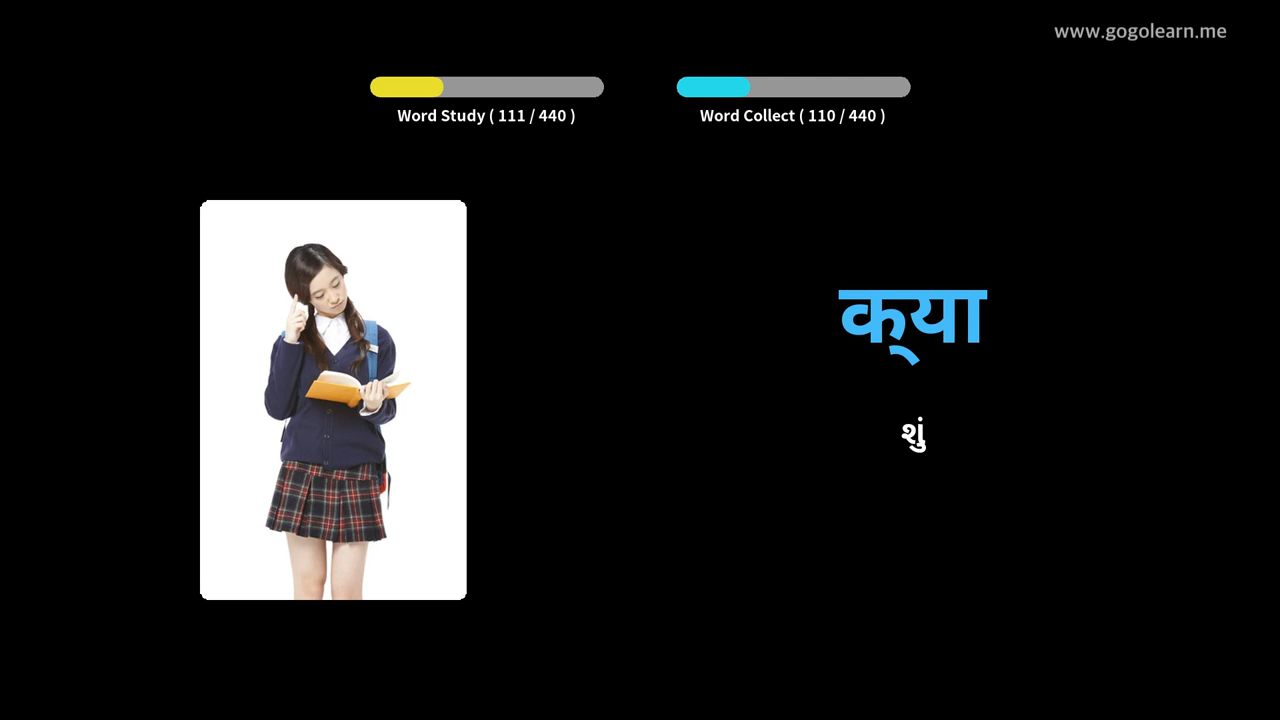 www.gogolearn.me
Word Study ( 111 / 440 )
Word Collect ( 110 / 440 )
क्‌या
શું